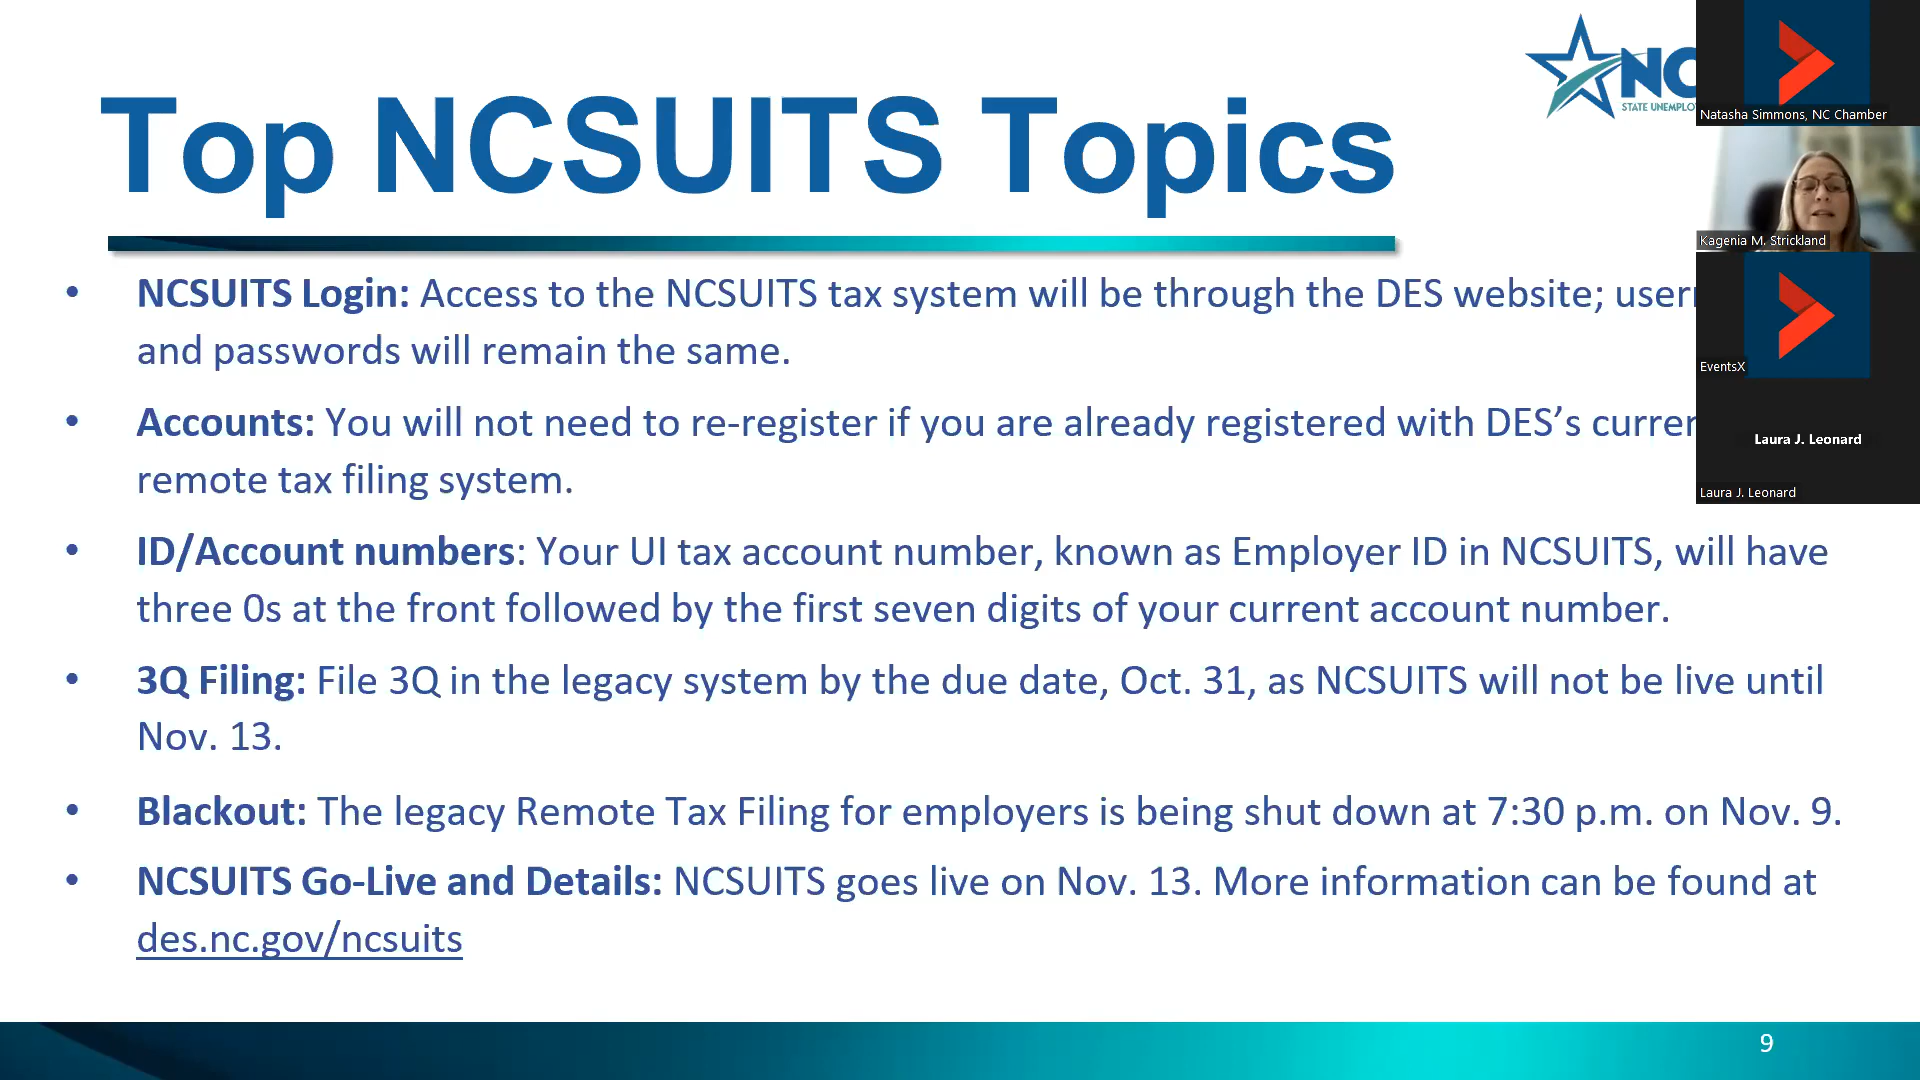 Top NCSUITS Topics
NC
STATE UNEMPLO
Natasha Simmons, NC Chamber
Kagenia M. Strickland
EventsX
Laura J. Leonard
Laura J. Leonard
• NCSUITS Login: Access to the NCSUITS tax system will be through the DES website;
and passwords will remain the same.
• Accounts: You will not need to re-register if you are already registered with DES’s
remote tax filing system.
• ID/Account numbers: Your UI tax account number, known as Employer ID in NCSUITS, will have
three 0s at the front followed by the first seven digits of your current account number.
• 3Q Filing: File 3Q in the legacy system by the due date, Oct. 31, as NCSUITS will not be live until
Nov. 13.
• Blackout: The legacy Remote Tax Filing for employers is being shut down at 7:30 p.m. on Nov. 9.
• NCSUITS Go-Live and Details: NCSUITS goes live on Nov. 13. More information can be found at
des.nc.gov/ncsuits
9